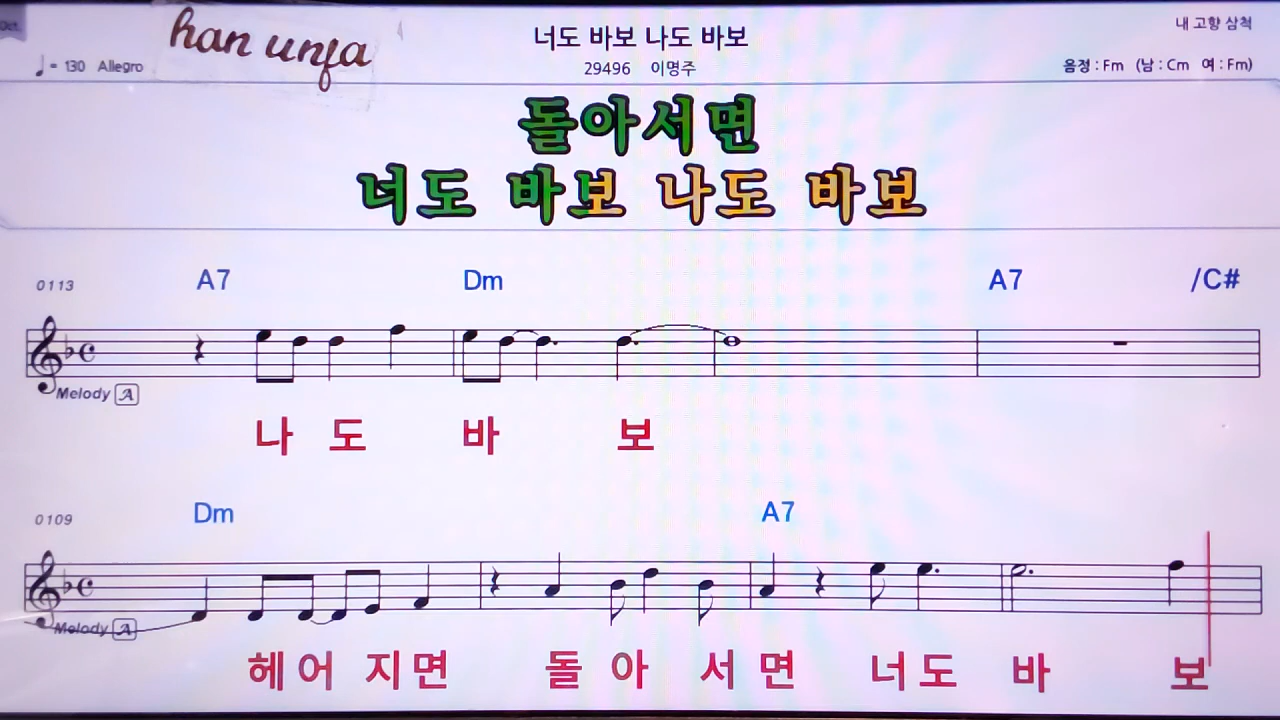 Oct.
han unfa
너도 바보 나도 바보
내 고향 삼척
♩= 130 Allegro
29496 이명주
음정 : Fm (남 : Cm 여 : Fm)
돌아서면
너도 바보 나도 바보
0113 A7 Dm A7 /C#
Melody A
나 도 바 보
0109 Dm A7
Melody A
헤 어 지 면 돌 아 서 면 너 도 바 보